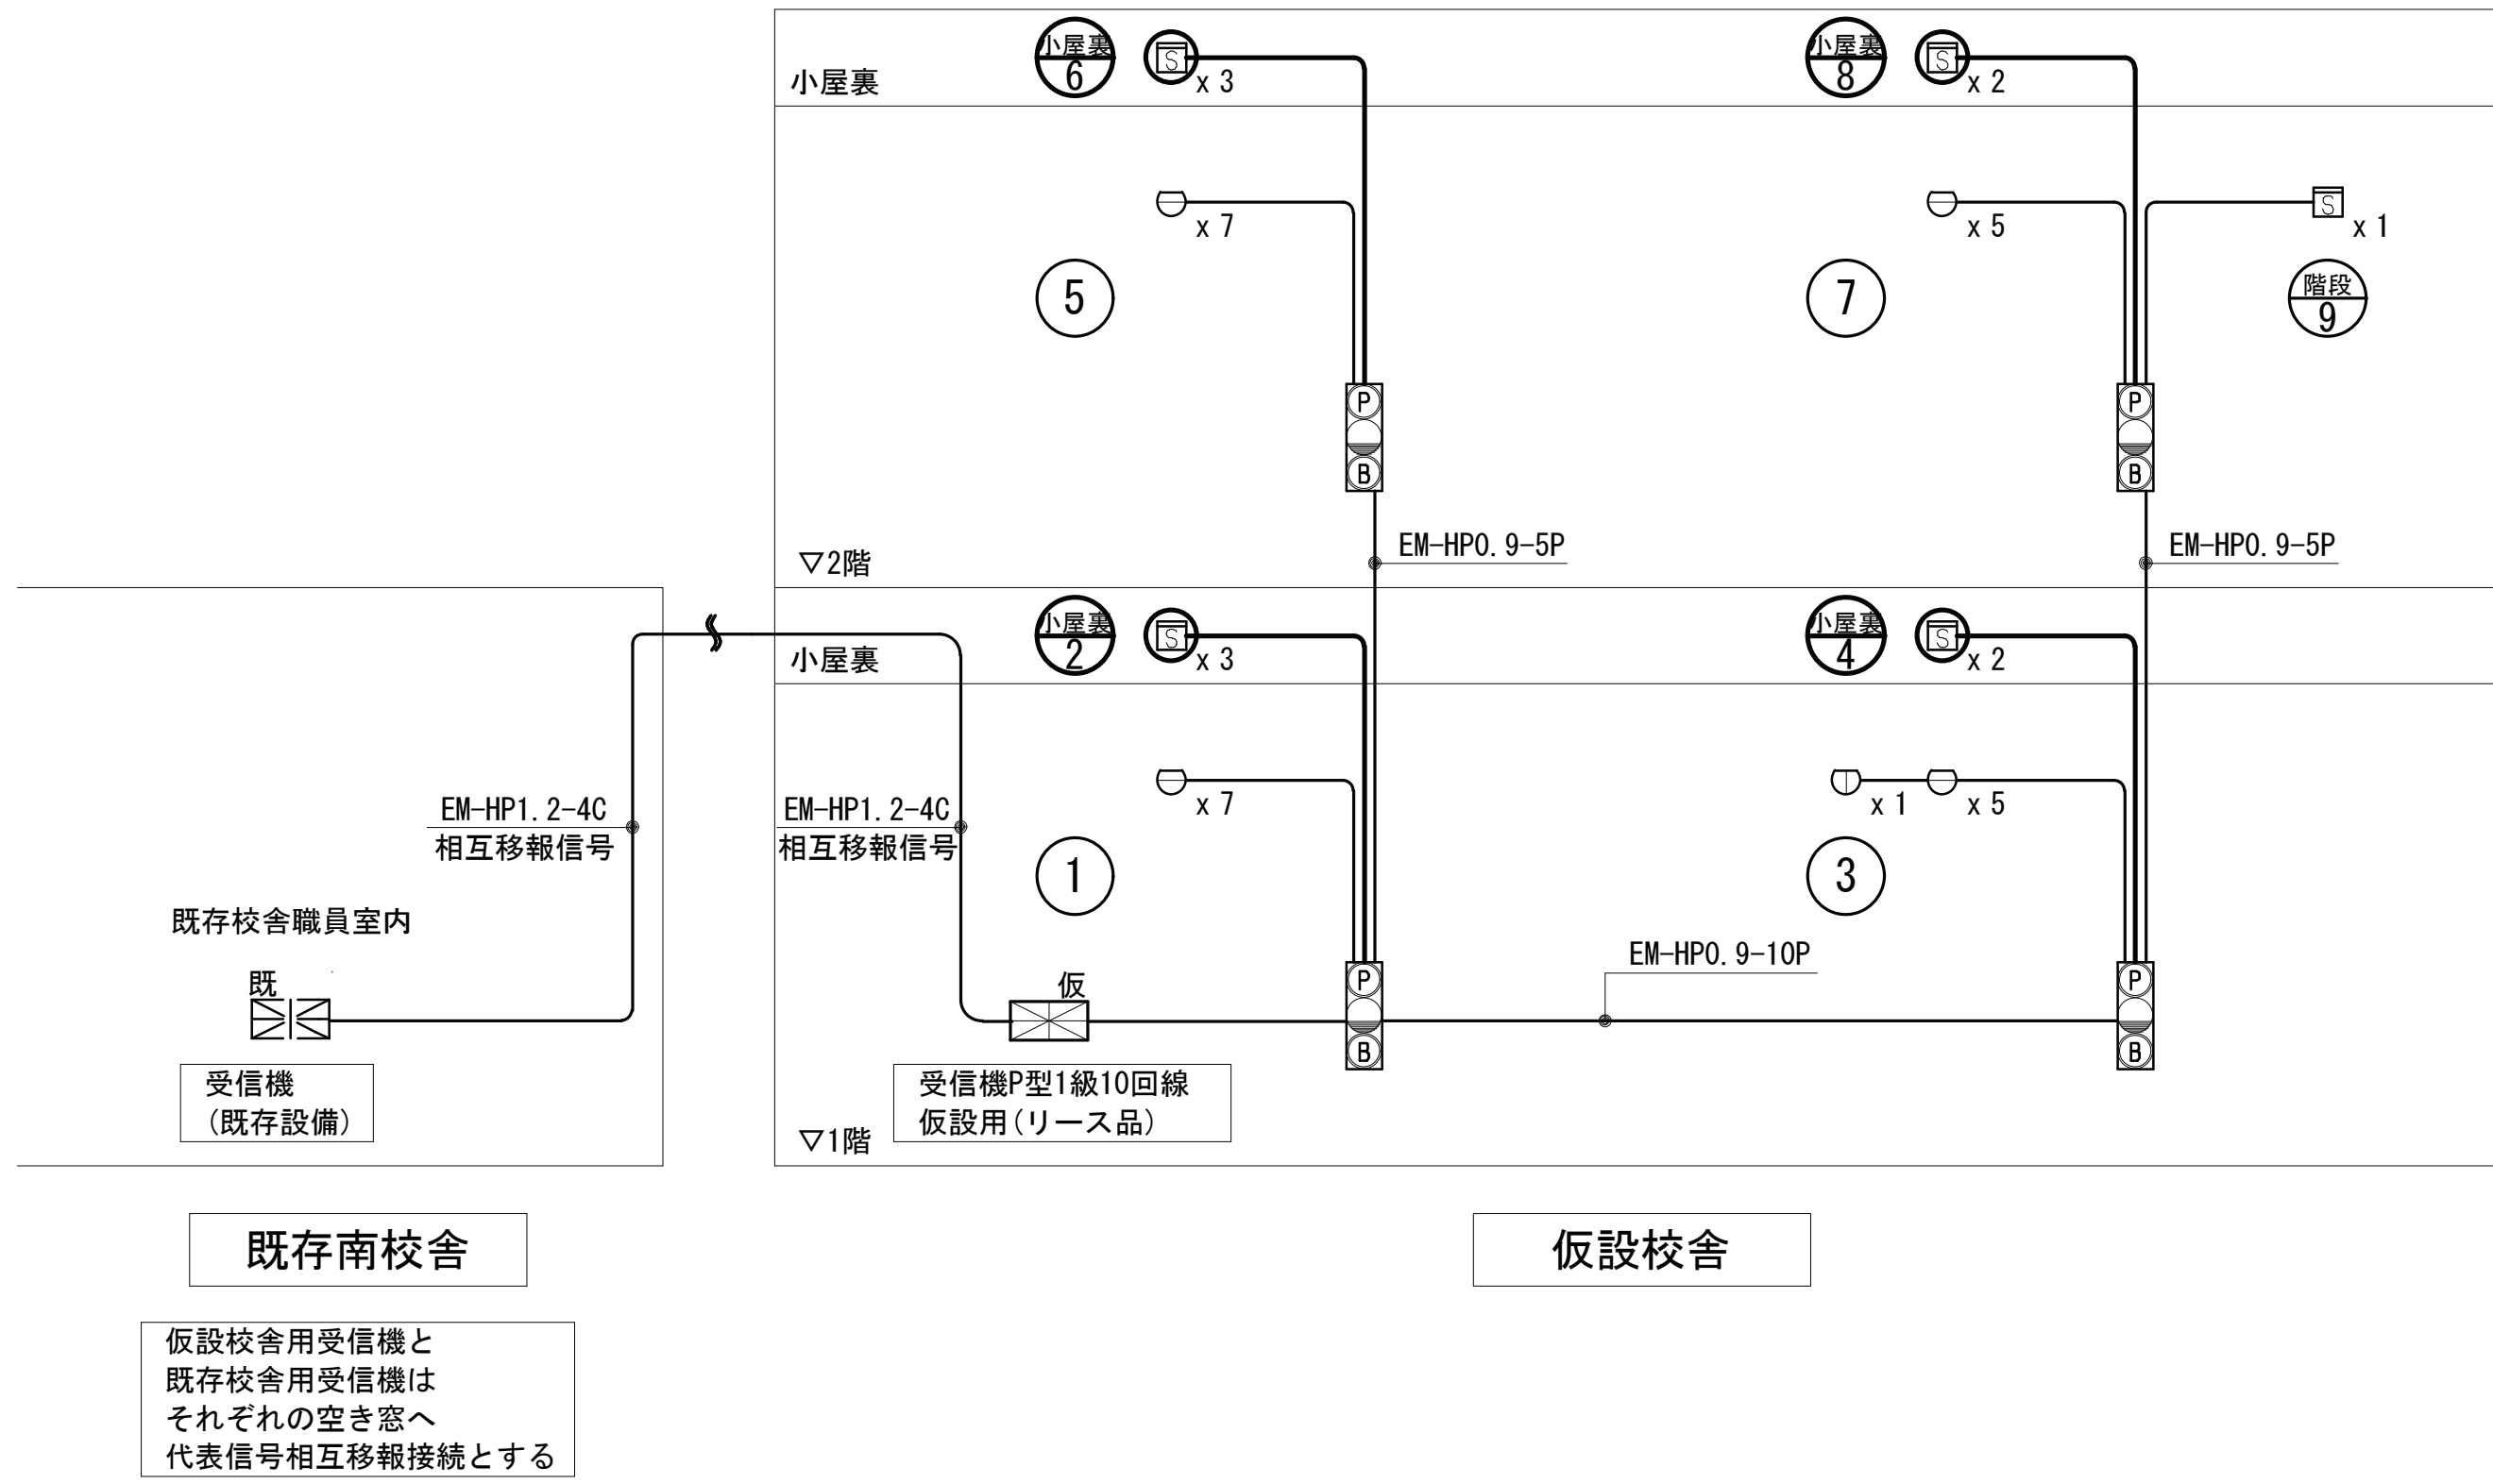 小屋裏
小屋裏
6
S
x 3
小屋裏
8
S
x 2
x 7
x 5
S
x 1
5
7
階段
9
P
B
P
B
EM-HP0.9-5P
EM-HP0.9-5P
▽2階
小屋裏
小屋裏
2
S
x 3
小屋裏
4
S
x 2
EM-HP1.2-4C
相互移報信号
EM-HP1.2-4C
相互移報信号
x 7
x 1
x 5
1
3
既存校舎職員室内
既
仮
EM-HP0.9-10P
P
B
P
B
受信機
(既存設備)
受信機P型1級10回線
仮設用(リース品)
▽1階
既存南校舎
仮設校舎
仮設校舎用受信機と
既存校舎用受信機は
それぞれの空き窓へ
代表信号相互移報接続とする